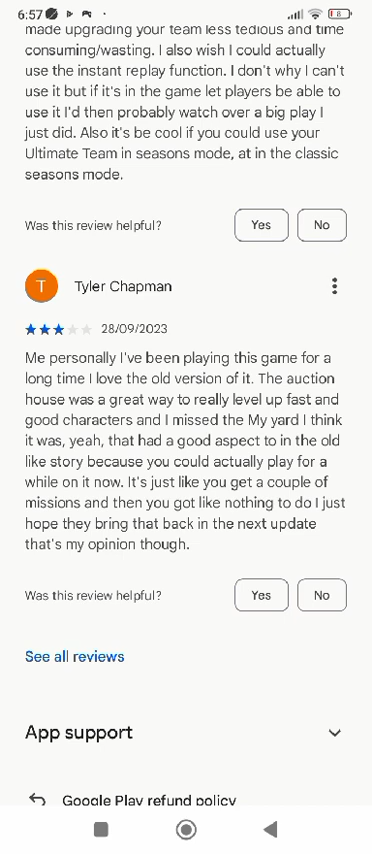 6:57
8
made upgrading your team less tedious and time
consuming/wasting. I also wish I could actually
use the instant replay function. I don't why I can't
use it but if it's in the game let players be able to
use it I'd then probably watch over a big play I
just did. Also it's be cool if you could use your
Ultimate Team in seasons mode, at in the classic
seasons mode.
Was this review helpful? Yes No
T Tyler Chapman
28/09/2023
Me personally I've been playing this game for a
long time I love the old version of it. The auction
house was a great way to really level up fast and
good characters and I missed the My yard I think
it was, yeah, that had a good aspect to in the old
like story because you could actually play for a
while on it now. It's just like you get a couple of
missions and then you got like nothing to do I just
hope they bring that back in the next update
that's my opinion though.
Was this review helpful? Yes No
See all reviews
App support
Google Play refund policy